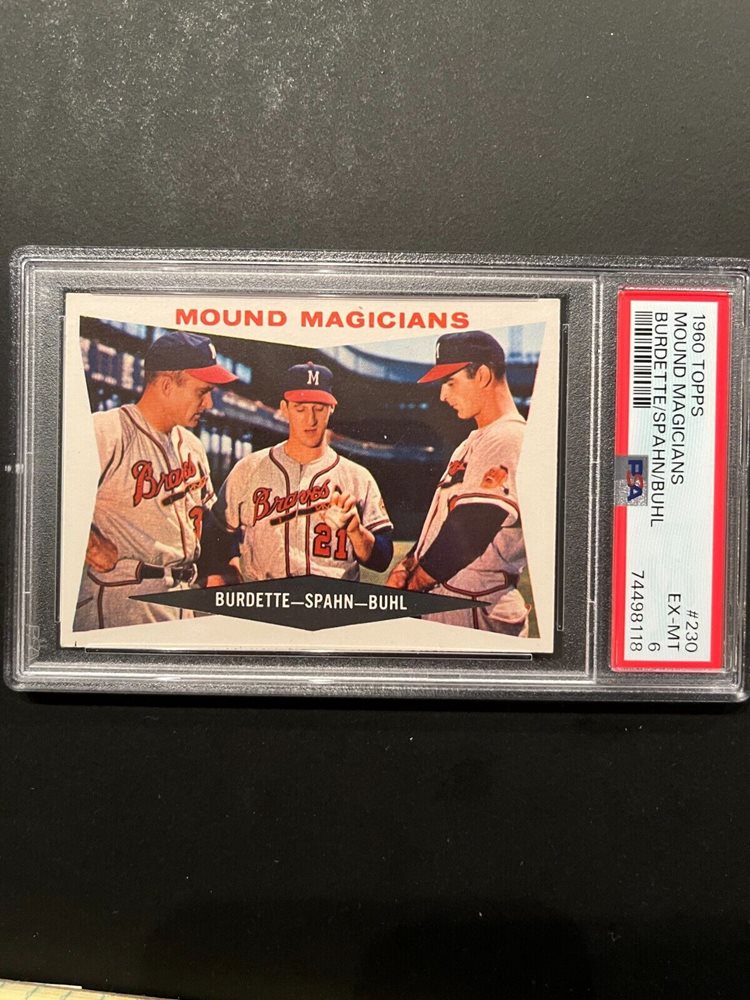 MOUND MAGICIANS
M
Braves
Braves
21
BURDETTE—SPAHN—BUHL
1960 TOPPS #230
MOUND MAGICIANS EX-MT
BURDETTE/SPAHN/BUHL 6
74498118
PSA